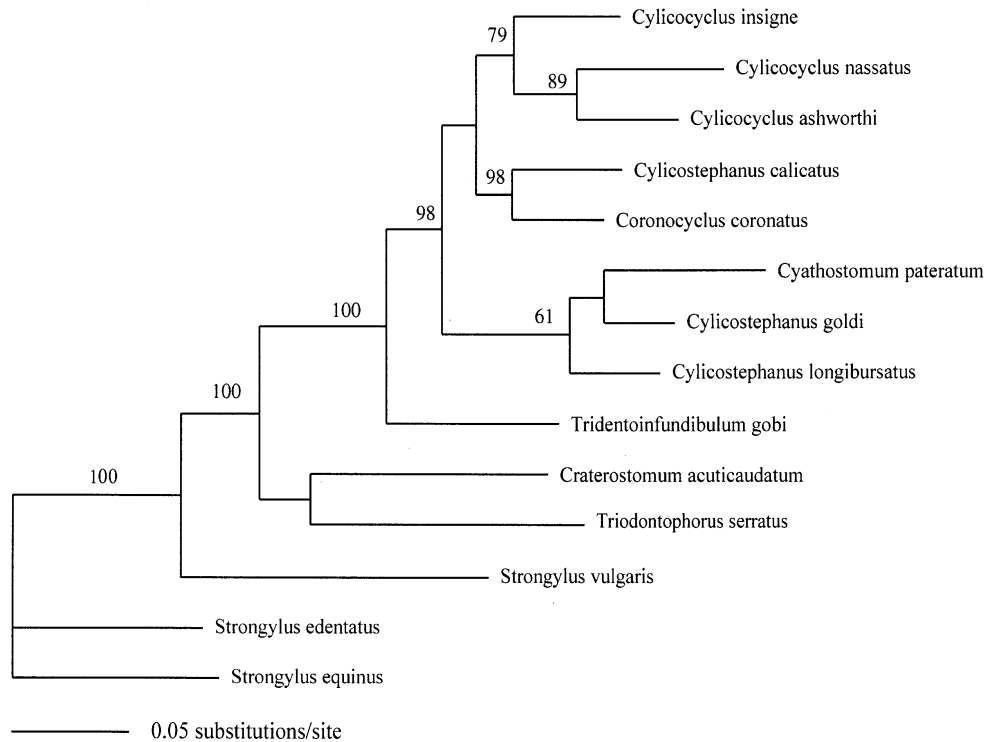 Cylicocyclus insigne
79
Cylicocyclus nassatus
89
Cylicocyclus ashworthi
Cylicostephanus calicatus
98
Coronocyclus coronatus
98
Cyathostomum pateratum
61
Cylicostephanus goldi
100
Cylicostephanus longibursatus
100
Tridentoinfundibulum gobi
100
Craterostomum acuticaudatum
Triodontophorus serratus
Strongylus vulgaris
Strongylus edentatus
Strongylus equinus
0.05 substitutions/site